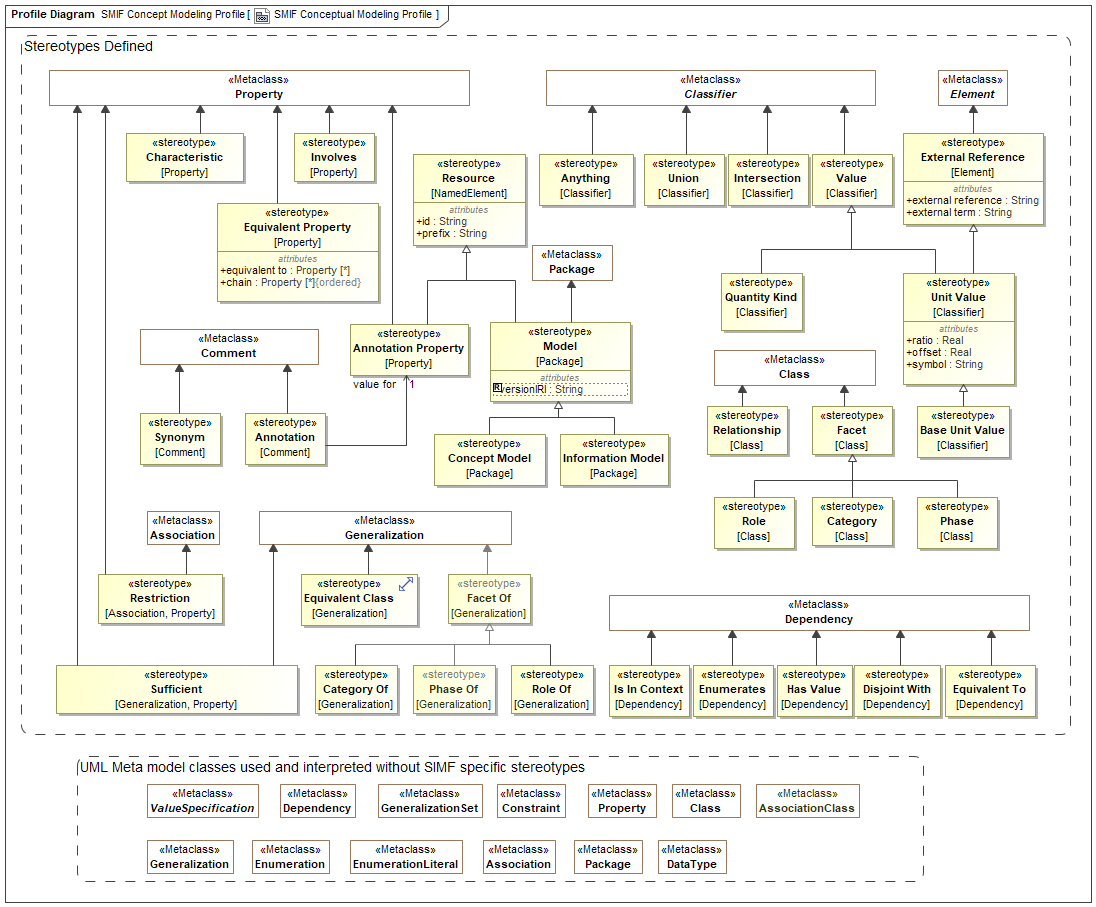 Profile Diagram SMIF Concept Modeling Profile [ SMIF Conceptual Modeling Profile ]
Stereotypes Defined
«Metaclass»
Property
«Metaclass»
Classifier
«Metaclass»
Element
«stereotype»
Characteristic
[Property]
«stereotype»
Involves
[Property]
«stereotype»
Resource
[NamedElement]
attributes
+id : String
+prefix : String
«stereotype»
Anything
[Classifier]
«stereotype»
Union
[Classifier]
«stereotype»
Intersection
[Classifier]
«stereotype»
Value
[Classifier]
«stereotype»
External Reference
[Element]
attributes
+external reference : String
+external term : String
«stereotype»
Equivalent Property
[Property]
attributes
+equivalent to : Property [*]
+chain : Property [*]{ordered}
«Metaclass»
Package
«stereotype»
Quantity Kind
[Classifier]
«stereotype»
Unit Value
[Classifier]
attributes
+ratio : Real
+offset : Real
+symbol : String
«Metaclass»
Comment
«stereotype»
Annotation Property
[Property]
value for 1
«stereotype»
Model
[Package]
attributes
R
versionIRI : String
«Metaclass»
Class
«stereotype»
Synonym
[Comment]
«stereotype»
Annotation
[Comment]
«stereotype»
Concept Model
[Package]
«stereotype»
Information Model
[Package]
«stereotype»
Relationship
[Class]
«stereotype»
Facet
[Class]
«stereotype»
Base Unit Value
[Classifier]
«stereotype»
Role
[Class]
«stereotype»
Category
[Class]
«stereotype»
Phase
[Class]
«Metaclass»
Association
«Metaclass»
Generalization
«stereotype»
Restriction
[Association, Property]
«stereotype»
Equivalent Class
[Generalization]
«stereotype»
Facet Of
[Generalization]
«Metaclass»
Dependency
«stereotype»
Sufficient
[Generalization, Property]
«stereotype»
Category Of
[Generalization]
«stereotype»
Phase Of
[Generalization]
«stereotype»
Role Of
[Generalization]
«stereotype»
Is In Context
[Dependency]
«stereotype»
Enumerates
[Dependency]
«stereotype»
Has Value
[Dependency]
«stereotype»
Disjoint With
[Dependency]
«stereotype»
Equivalent To
[Dependency]
UML Meta model classes used and interpreted without SIMF specific stereotypes
«Metaclass»
ValueSpecification
«Metaclass»
Dependency
«Metaclass»
GeneralizationSet
«Metaclass»
Constraint
«Metaclass»
Property
«Metaclass»
Class
«Metaclass»
AssociationClass
«Metaclass»
Generalization
«Metaclass»
Enumeration
«Metaclass»
EnumerationLiteral
«Metaclass»
Association
«Metaclass»
Package
«Metaclass»
DataType